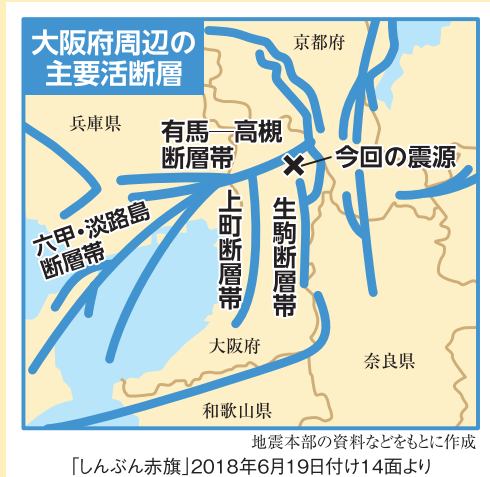 大阪府周辺の
主要活断層
京都府
兵庫県
有馬―高槻
断層帯
今回の震源
六甲・淡路島
断層帯
上町断層帯
生駒断層帯
大阪府
奈良県
和歌山県
地震本部の資料などをもとに作成
「しんぶん赤旗」2018年6月19日付け14面より